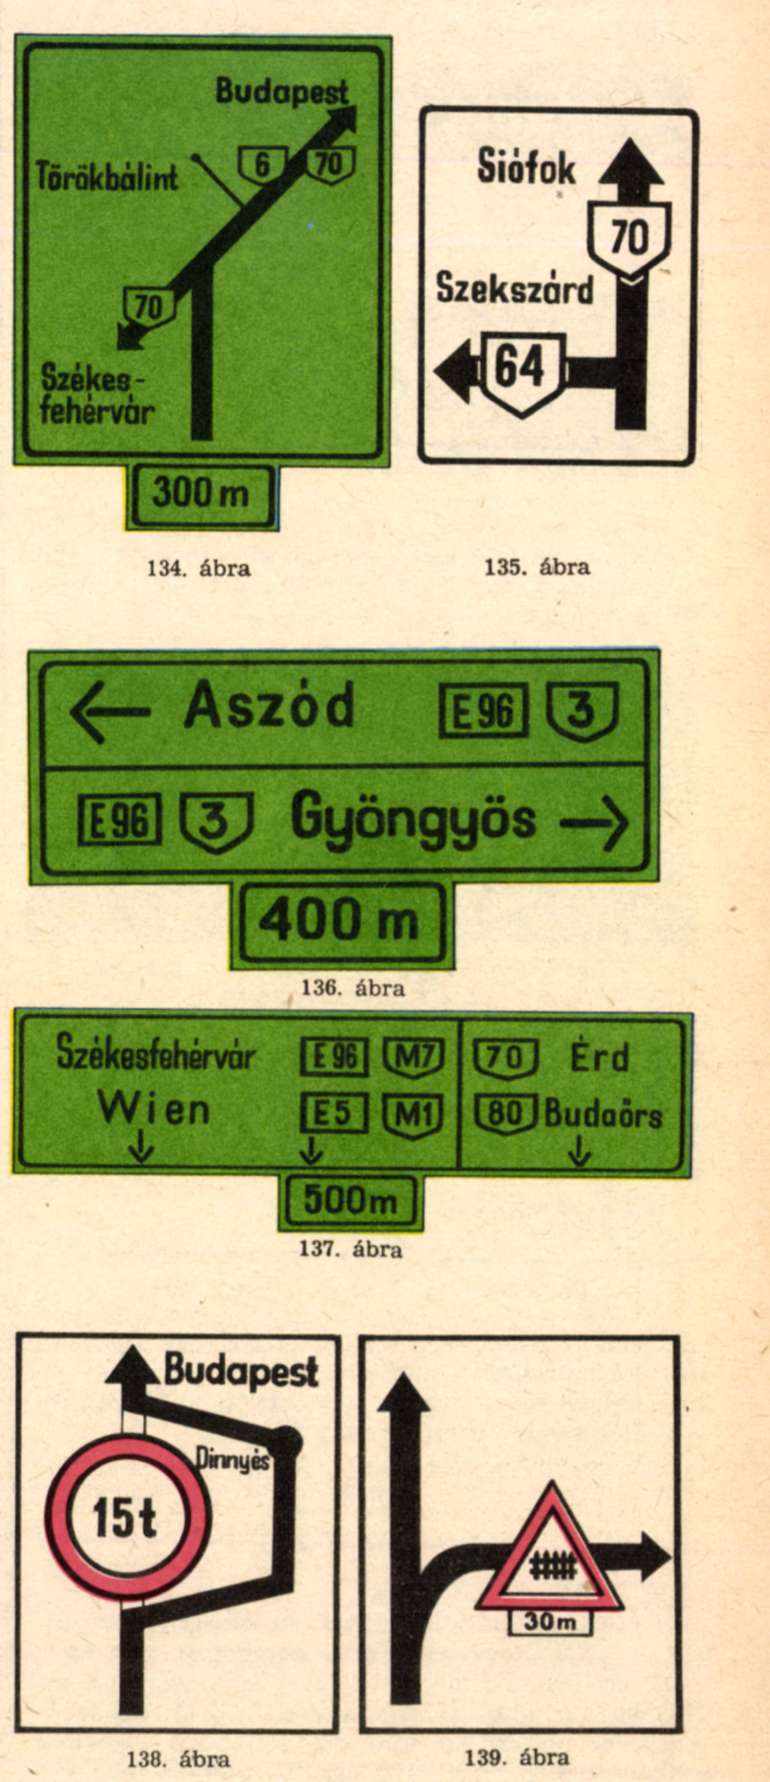 Budapest
Törökbálint
6
70
70
Székes-
fehérvár
300 m
134. ábra
Siófok
70
Szekszárd
64
135. ábra
Aszód E96 3
E96 3 Gyöngyös
400 m
136. ábra
Székesfehérvár E96 M7
Wien E5 M1
70 Érd
80 Budaörs
500m
137. ábra
Budapest
Dinnyés
15t
138. ábra
30m
139. ábra